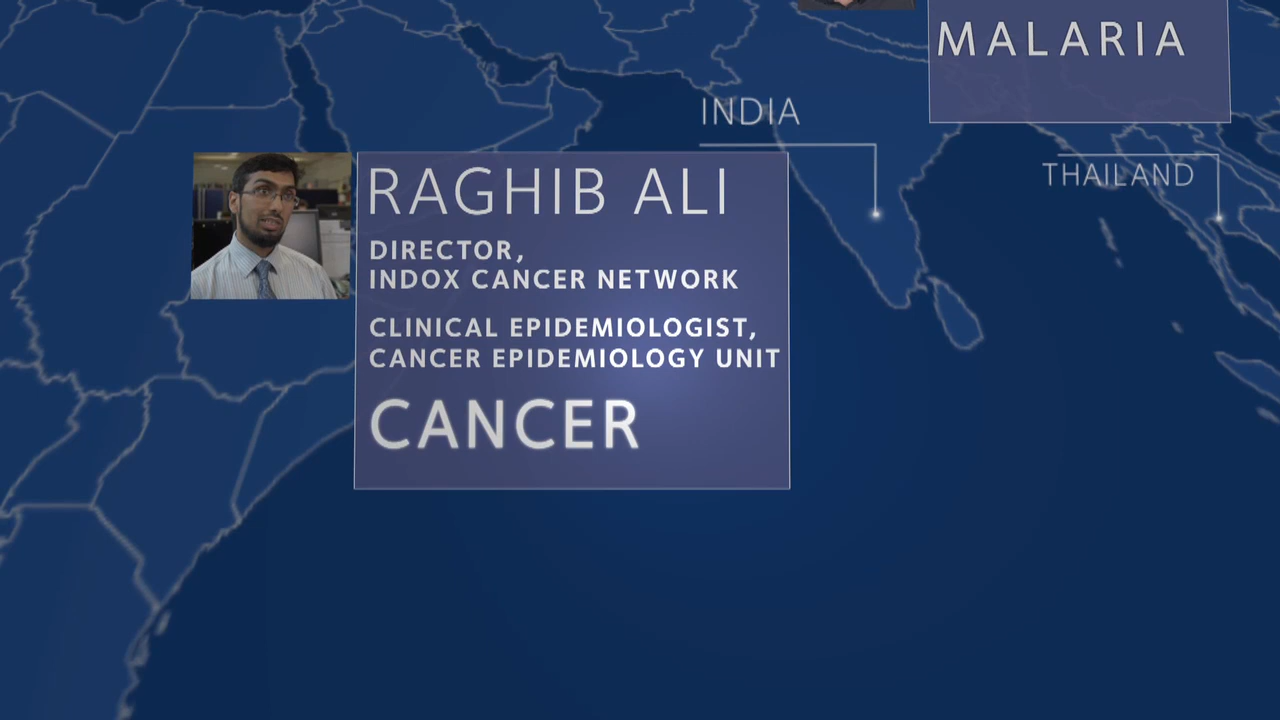 MALARIA
INDIA
THAILAND
RAGHIB ALI
DIRECTOR,
INDOX CANCER NETWORK
CLINICAL EPIDEMIOLOGIST,
CANCER EPIDEMIOLOGY UNIT
CANCER